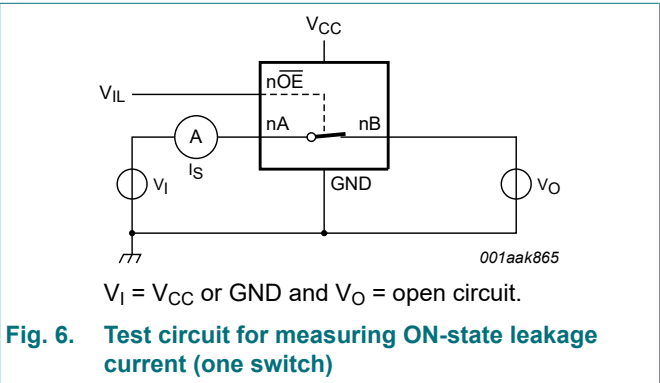 VCC
nOE
VIL
nA
nB
A
IS
VI
GND
VO
001aak865
VI = VCC or GND and VO = open circuit.
Fig. 6. Test circuit for measuring ON-state leakage
current (one switch)